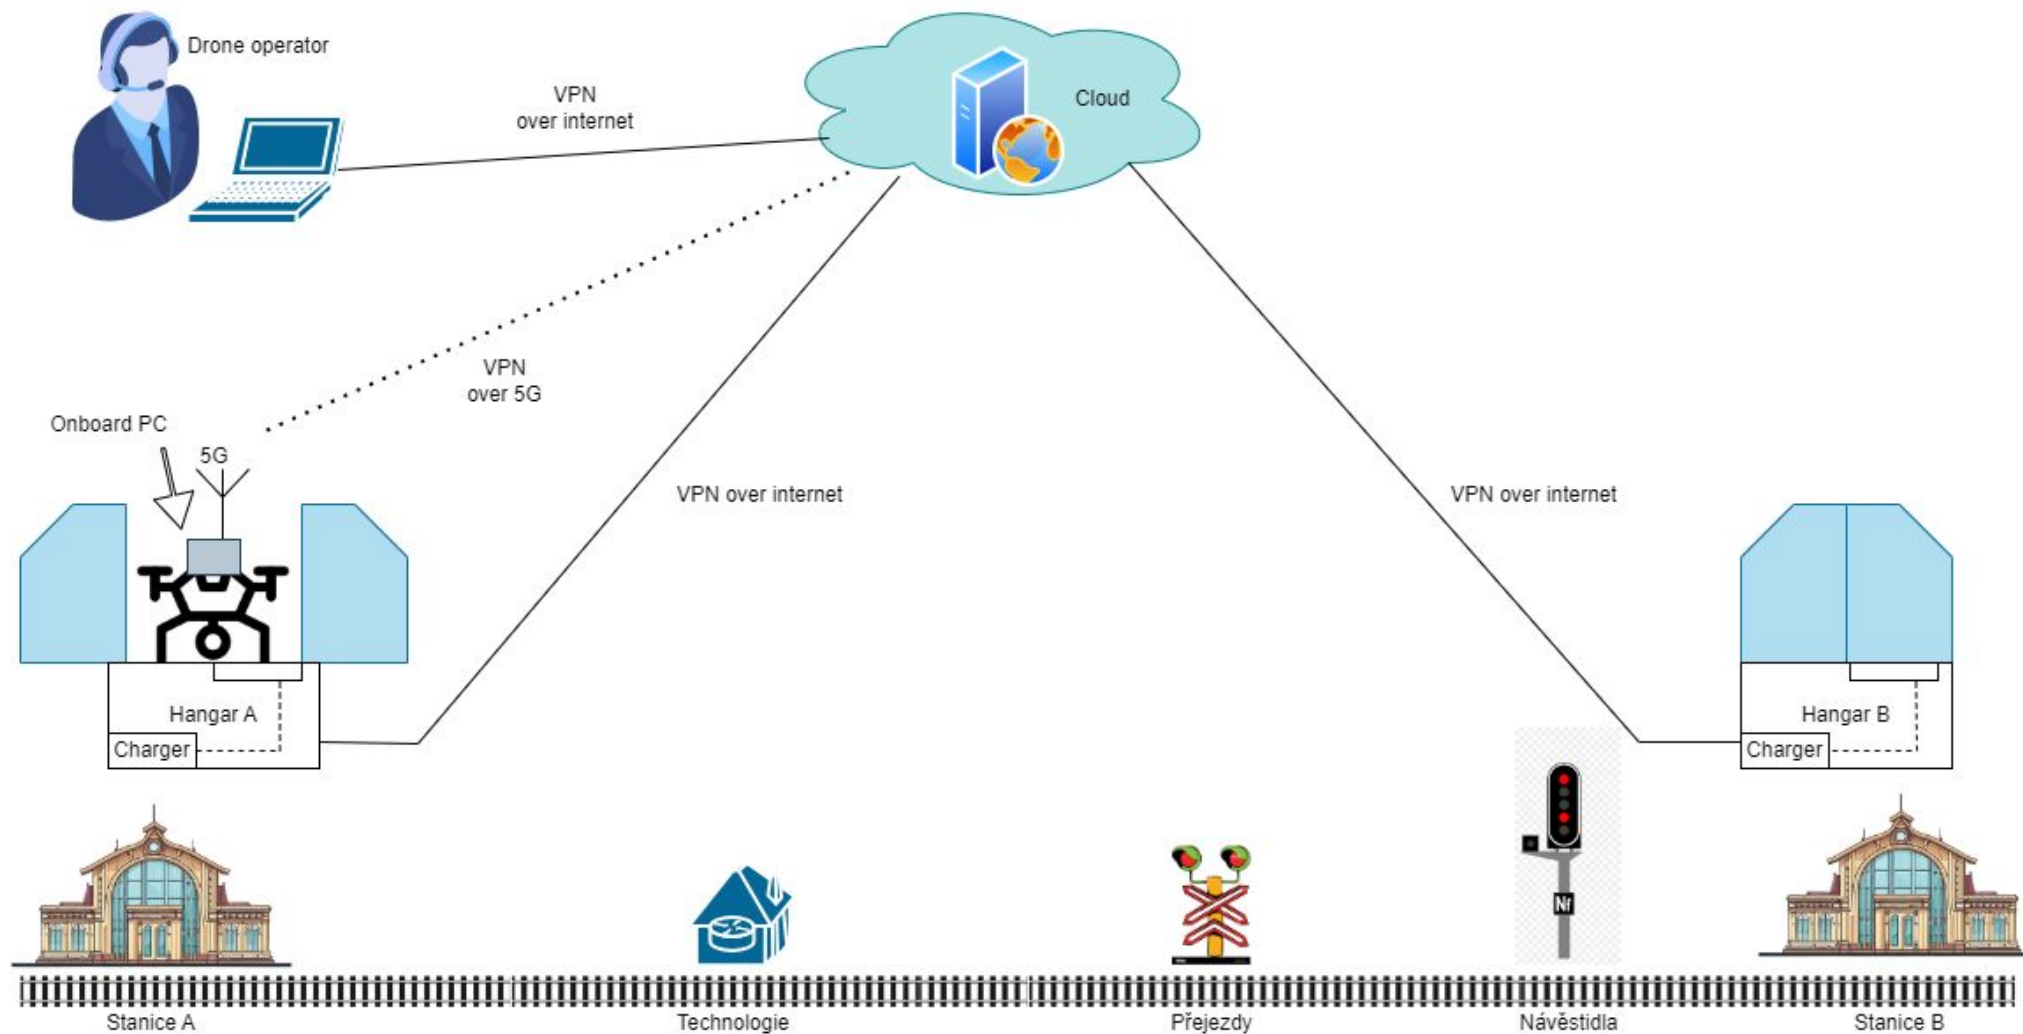 Drone operator
VPN
over internet
Cloud
VPN
over 5G
Onboard PC
5G
VPN over internet
VPN over internet
Hangar A
Charger
Hangar B
Charger
Nf
Stanice A
Technologie
Přejezdy
Návěstidla
Stanice B